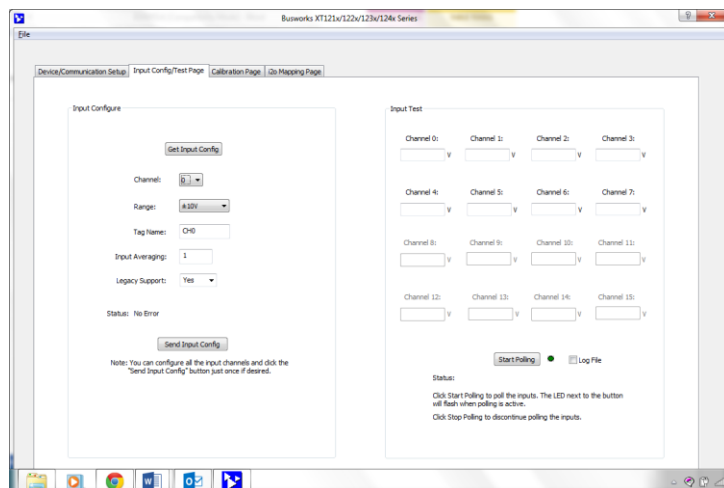 Busworks XT121x/122x/123x/124x Series
File
Device/Communication Setup
Input Config/Test Page
Calibration Page
i2o Mapping Page
Input Configure
Get Input Config
Channel:
0
Range:
±10V
Tag Name:
CH0
Input Averaging:
1
Legacy Support:
Yes
Status: No Error
Send Input Config
Note: You can configure all the input channels and click the
"Send Input Config" button just once if desired.
Input Test
Channel 0: Channel 1: Channel 2: Channel 3:
V V V V
Channel 4: Channel 5: Channel 6: Channel 7:
V V V V
Channel 8: Channel 9: Channel 10: Channel 11:
V V V V
Channel 12: Channel 13: Channel 14: Channel 15:
V V V V
Start Polling
Log File
Status:
Click Start Polling to poll the inputs. The LED next to the button
will flash when polling is active.
Click Stop Polling to discontinue polling the inputs.